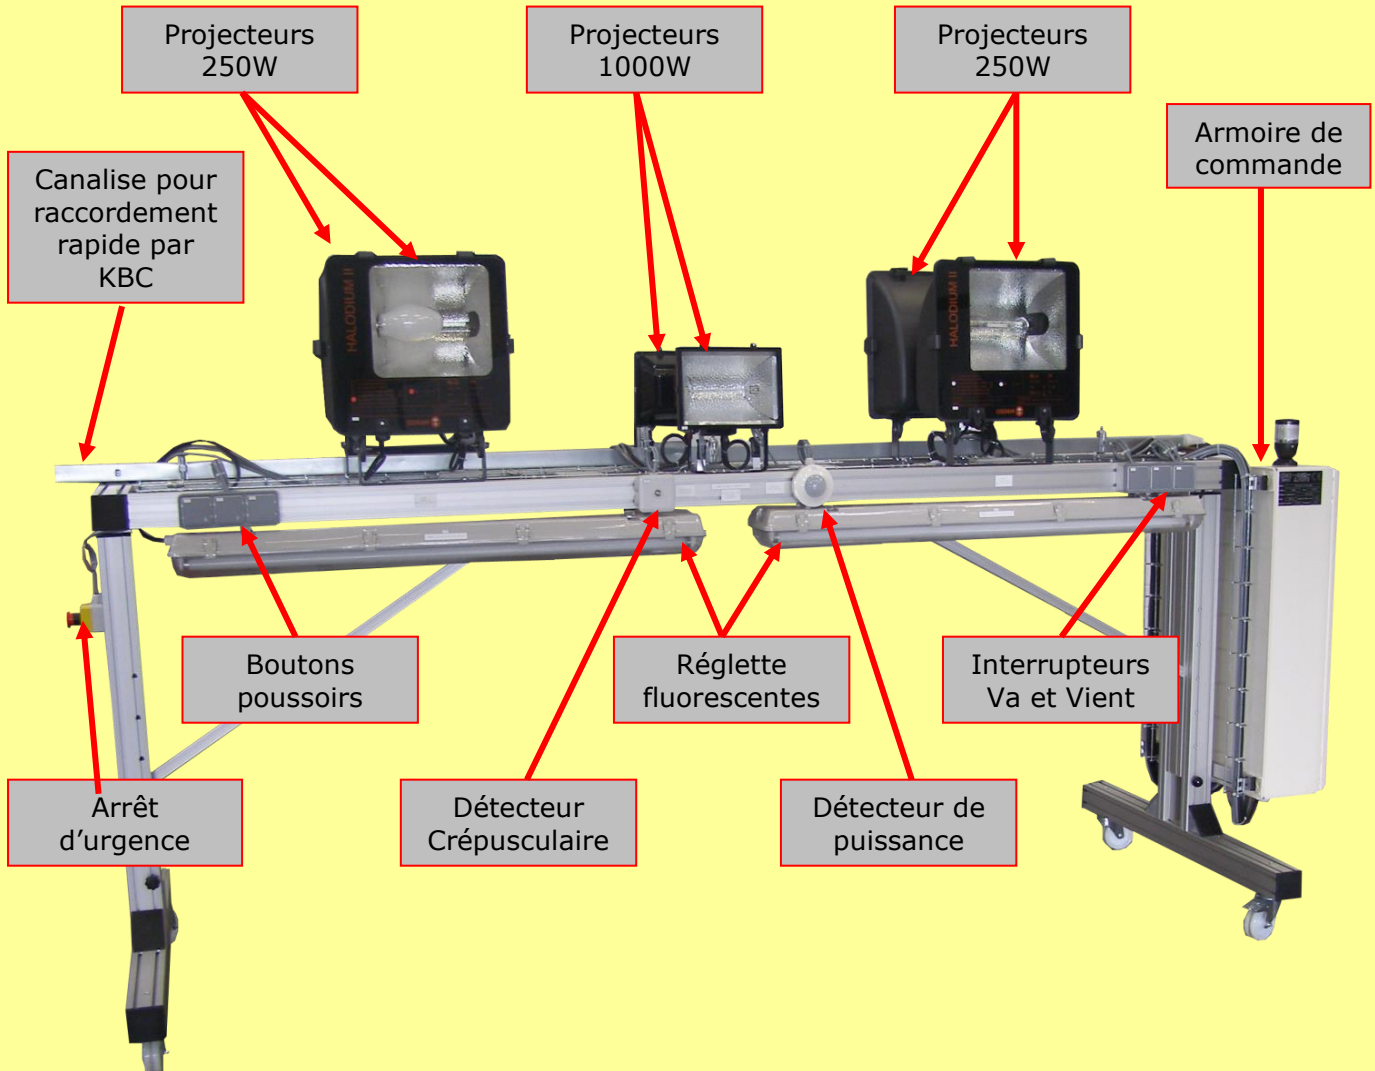 Projecteurs
250W
Projecteurs
1000W
Projecteurs
250W
Armoire de
commande
Canalise pour
raccordement
rapide par
KBC
HALODIUM II
HALODIUM II
Boutons
poussoirs
Réglette
fluorescentes
Interrupteurs
Va et Vient
Arrêt
d’urgence
Détecteur
Crépusculaire
Détecteur de
puissance